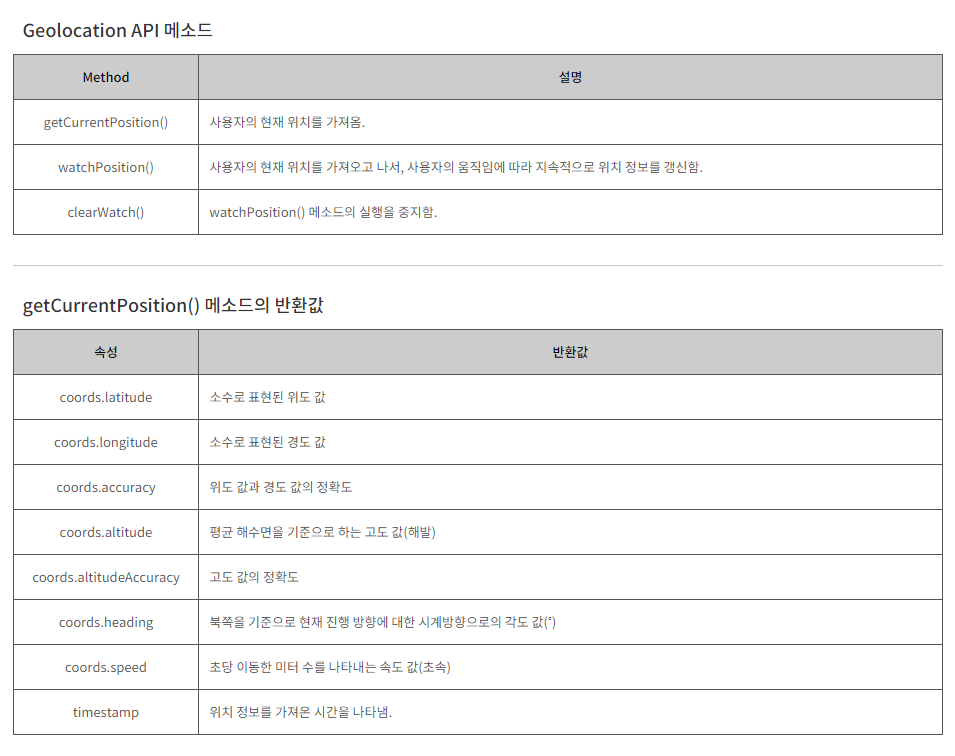 Geolocation API 메소드
Method 설명
getCurrentPosition() 사용자의 현재 위치를 가져옴.
watchPosition() 사용자의 현재 위치를 가져오고 나서, 사용자의 움직임에 따라 지속적으로 위치 정보를 갱신함.
clearWatch() watchPosition() 메소드의 실행을 중지함.
getCurrentPosition() 메소드의 반환값
속성 반환값
coords.latitude 소수로 표현된 위도 값
coords.longitude 소수로 표현된 경도 값
coords.accuracy 위도 값과 경도 값의 정확도
coords.altitude 평균 해수면을 기준으로 하는 고도 값(해발)
coords.altitudeAccuracy 고도 값의 정확도
coords.heading 북쪽을 기준으로 현재 진행 방향에 대한 시계방향으로의 각도 값(°)
coords.speed 초당 이동한 미터 수를 나타내는 속도 값(초속)
timestamp 위치 정보를 가져온 시간을 나타냄.